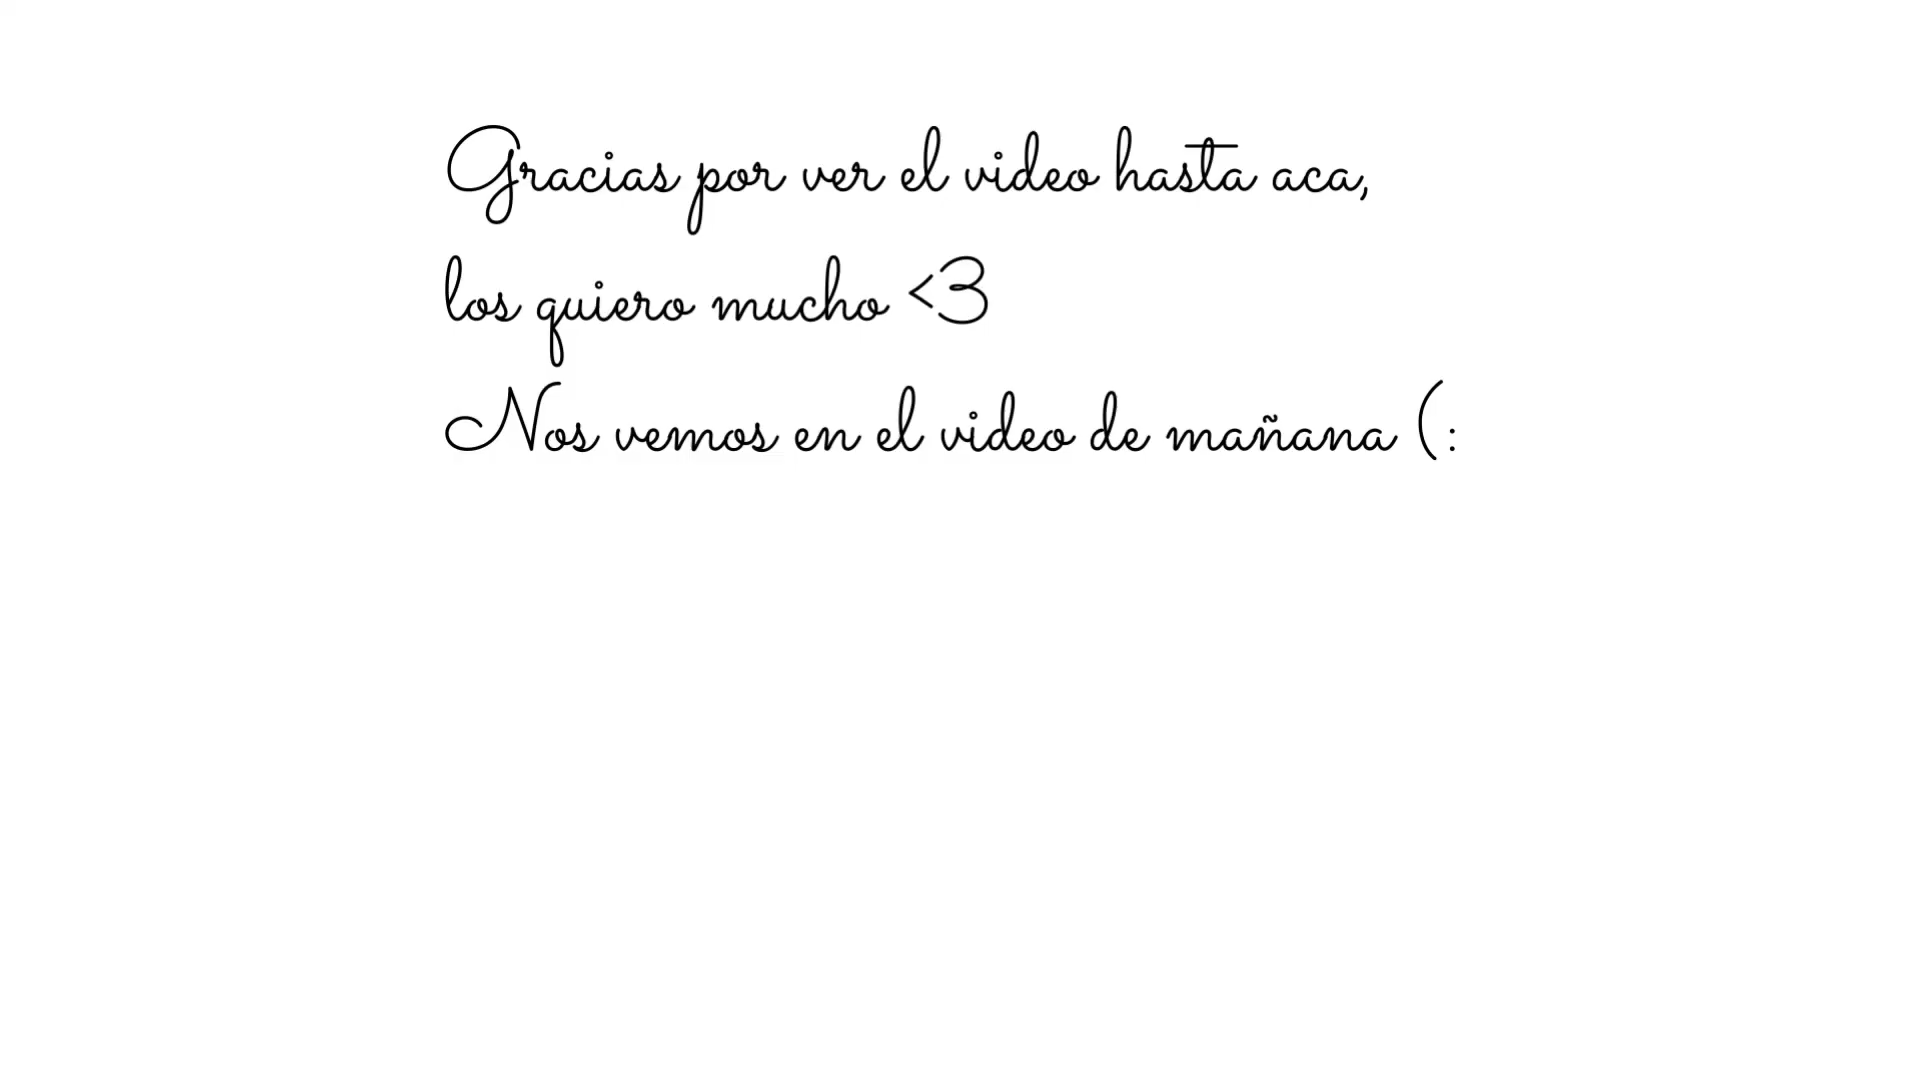 Gracias por ver el video hasta aca,
los quiero mucho <3
Nos vemos en el video de mañana (: